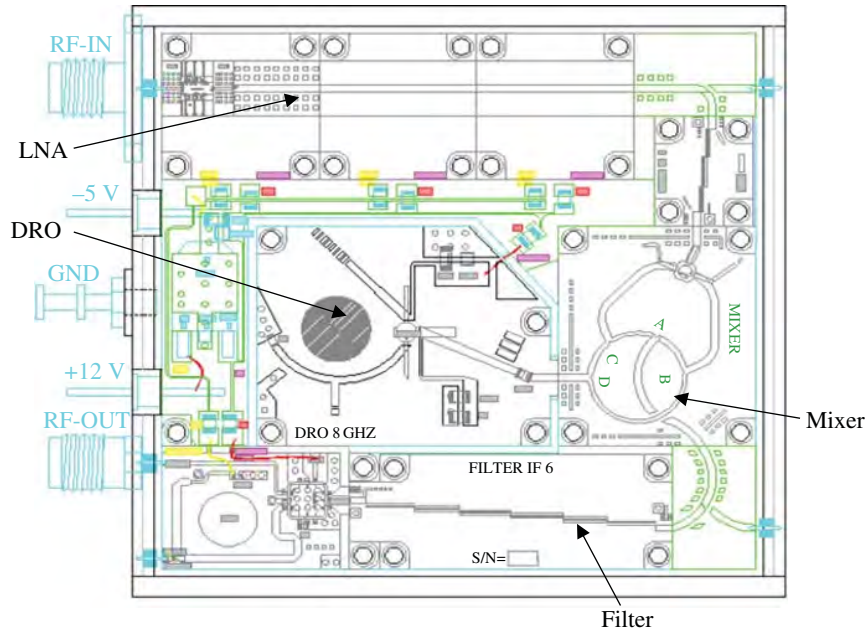 RF-IN
LNA
–5 V
DRO
GND
+12 V
RF-OUT
DRO 8 GHZ
MIXER
A
C
B
D
Mixer
FILTER IF 6
S/N=
Filter